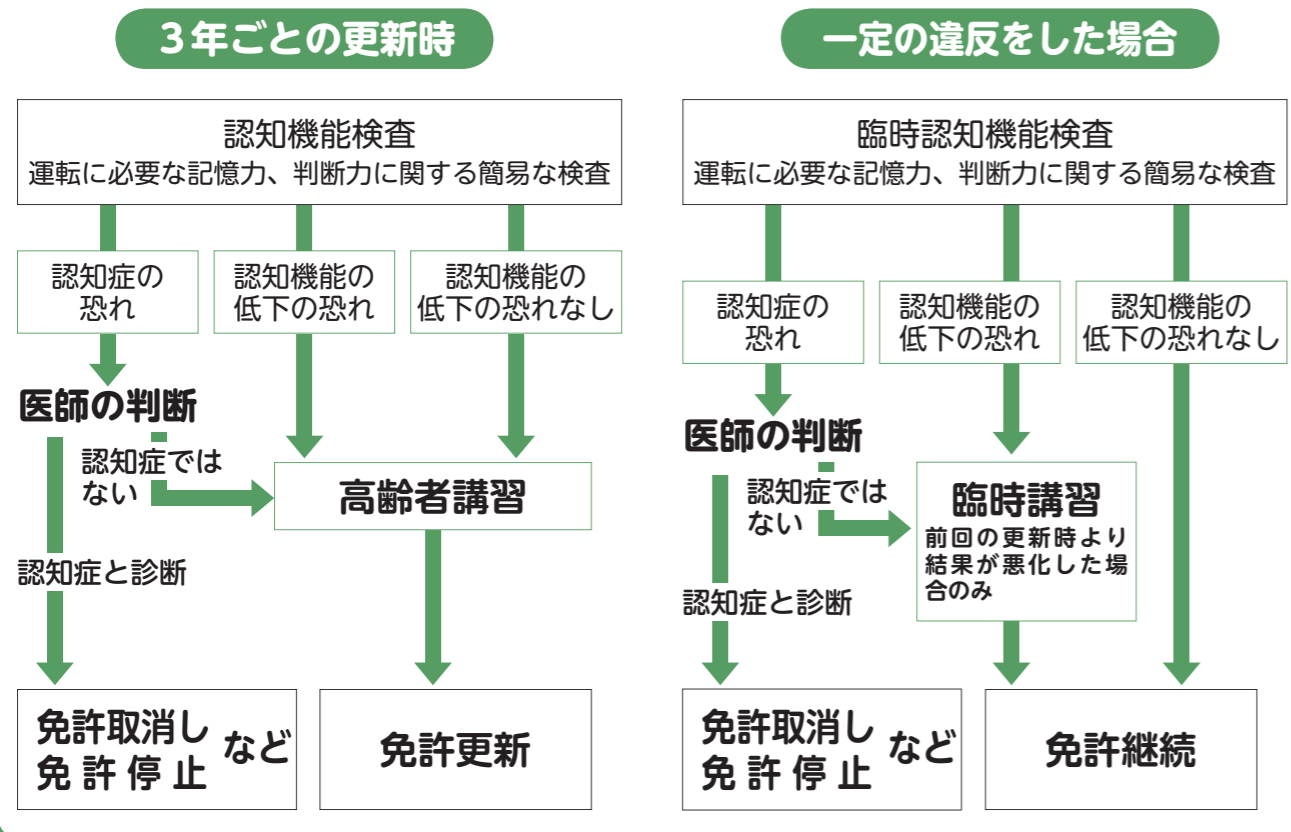 ３年ごとの更新時
認知機能検査
運転に必要な記憶力、判断力に関する簡易な検査
認知症の
恐れ
認知機能の
低下の恐れ
認知機能の
低下の恐れなし
医師の判断
認知症では
ない
高齢者講習
認知症と診断
免許取消し
免許停止
など
免許更新
一定の違反をした場合
臨時認知機能検査
運転に必要な記憶力、判断力に関する簡易な検査
認知症の
恐れ
認知機能の
低下の恐れ
認知機能の
低下の恐れなし
医師の判断
認知症では
ない
臨時講習
前回の更新時より
結果が悪化した場
合のみ
認知症と診断
免許取消し
免許停止
など
免許継続